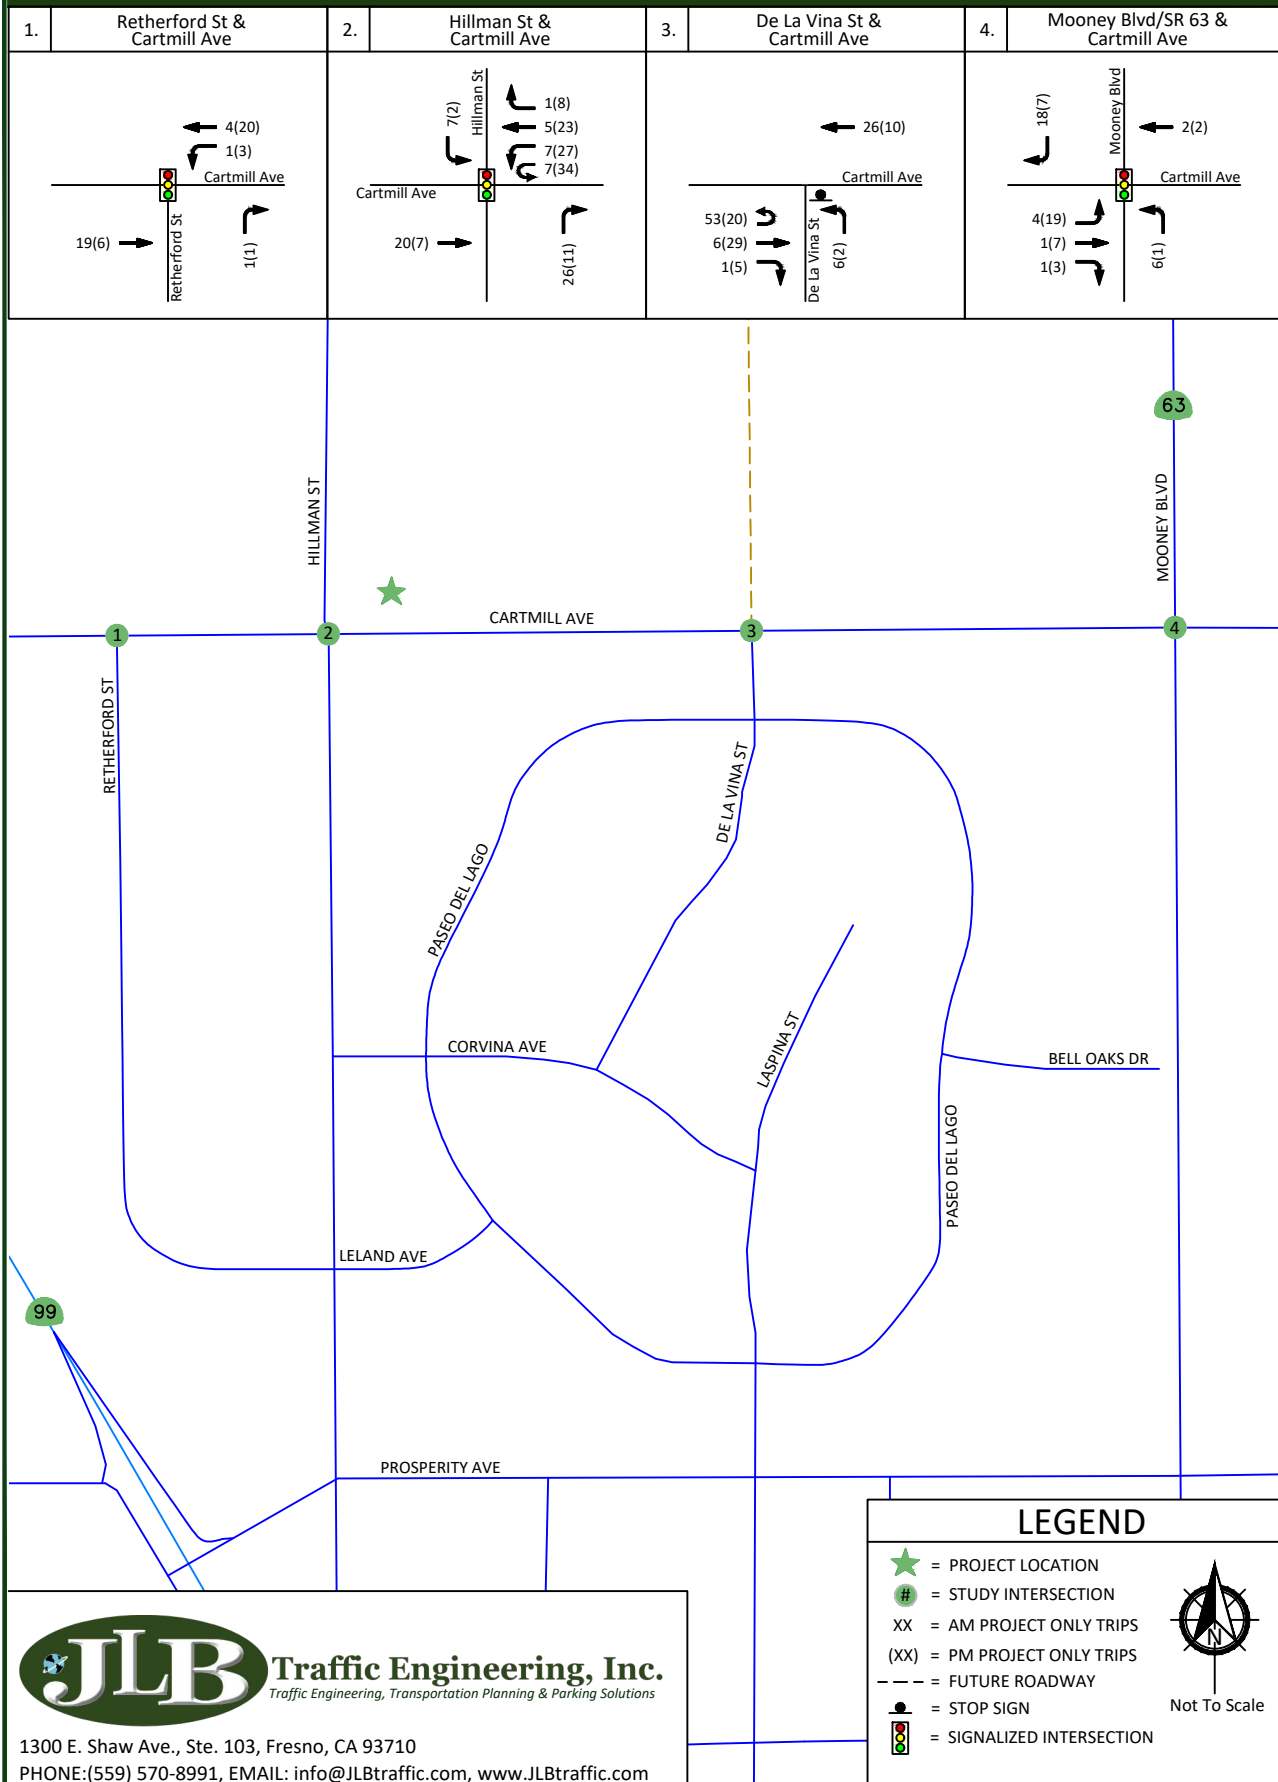 1.
Retherford St &
Cartmill Ave
2.
Hillman St &
Cartmill Ave
3.
De La Vina St &
Cartmill Ave
4.
Mooney Blvd/SR 63 &
Cartmill Ave
4(20)
1(3)
Cartmill Ave
19(6)
Retherford St
1(1)
7(2)
Hillman St
1(8)
5(23)
7(27)
7(34)
Cartmill Ave
20(7)
26(11)
26(10)
Cartmill Ave
53(20)
6(29)
1(5)
De La Vina St
6(2)
18(7)
Mooney Blvd
2(2)
Cartmill Ave
4(19)
1(7)
1(3)
6(1)
63
HILLMAN ST
MOONEY BLVD
CARTMILL AVE
1
2
3
4
RETHERFORD ST
DE LA VINA ST
PASEO DEL LAGO
LASPINA ST
CORVINA AVE
BELL OAKS DR
PASEO DEL LAGO
LELAND AVE
99
PROSPERITY AVE
LEGEND
= PROJECT LOCATION
# = STUDY INTERSECTION
XX = AM PROJECT ONLY TRIPS
(XX) = PM PROJECT ONLY TRIPS
= FUTURE ROADWAY
= STOP SIGN
= SIGNALIZED INTERSECTION
N
Not To Scale
JLB Traffic Engineering, Inc.
Traffic Engineering, Transportation Planning & Parking Solutions
1300 E. Shaw Ave., Ste. 103, Fresno, CA 93710
PHONE:(559) 570-8991, EMAIL: info@JLBtraffic.com, www.JLBtraffic.com